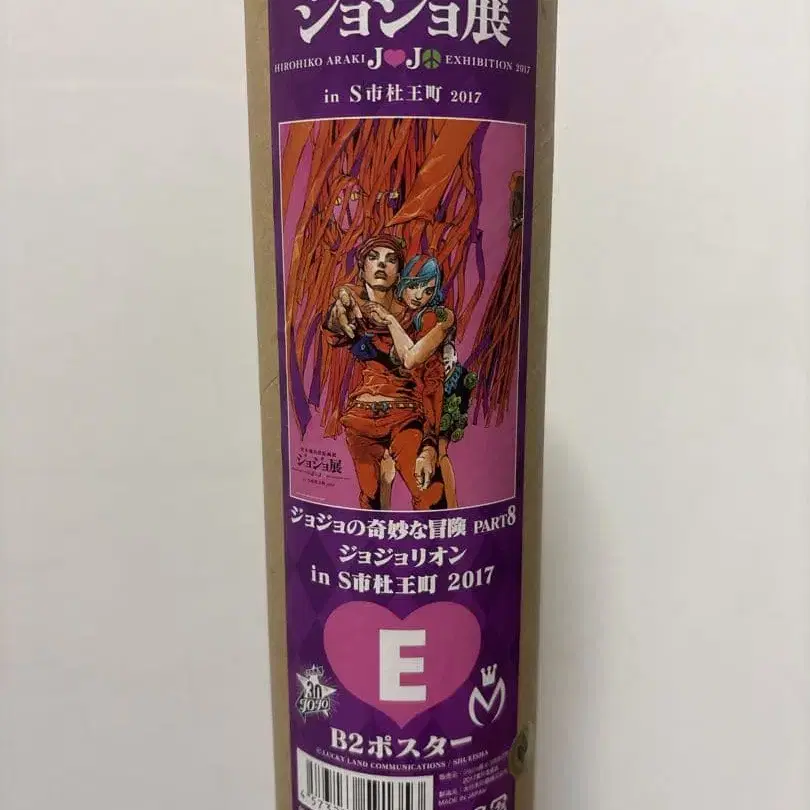 ジョジョ展
HIROHIKO ARAKI JOJO EXHIBITION 2017
in S市杜王町 2017
ジョジョ展
ジョジョの奇妙な冒険 PART8
ジョジョリオン
in S市杜王町 2017
E
30
JOJO
M
B2ポスター
©LUCKY LAND COMMUNICATIONS / SHUEISHA
MADE in JAPAN